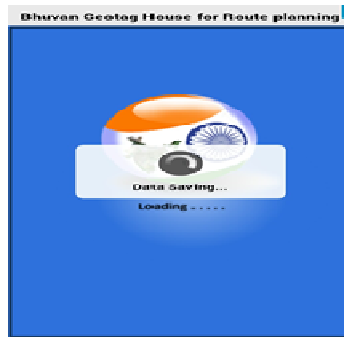 Bhuvan Geotag House for Route planning
Data Saving...
Loading .....